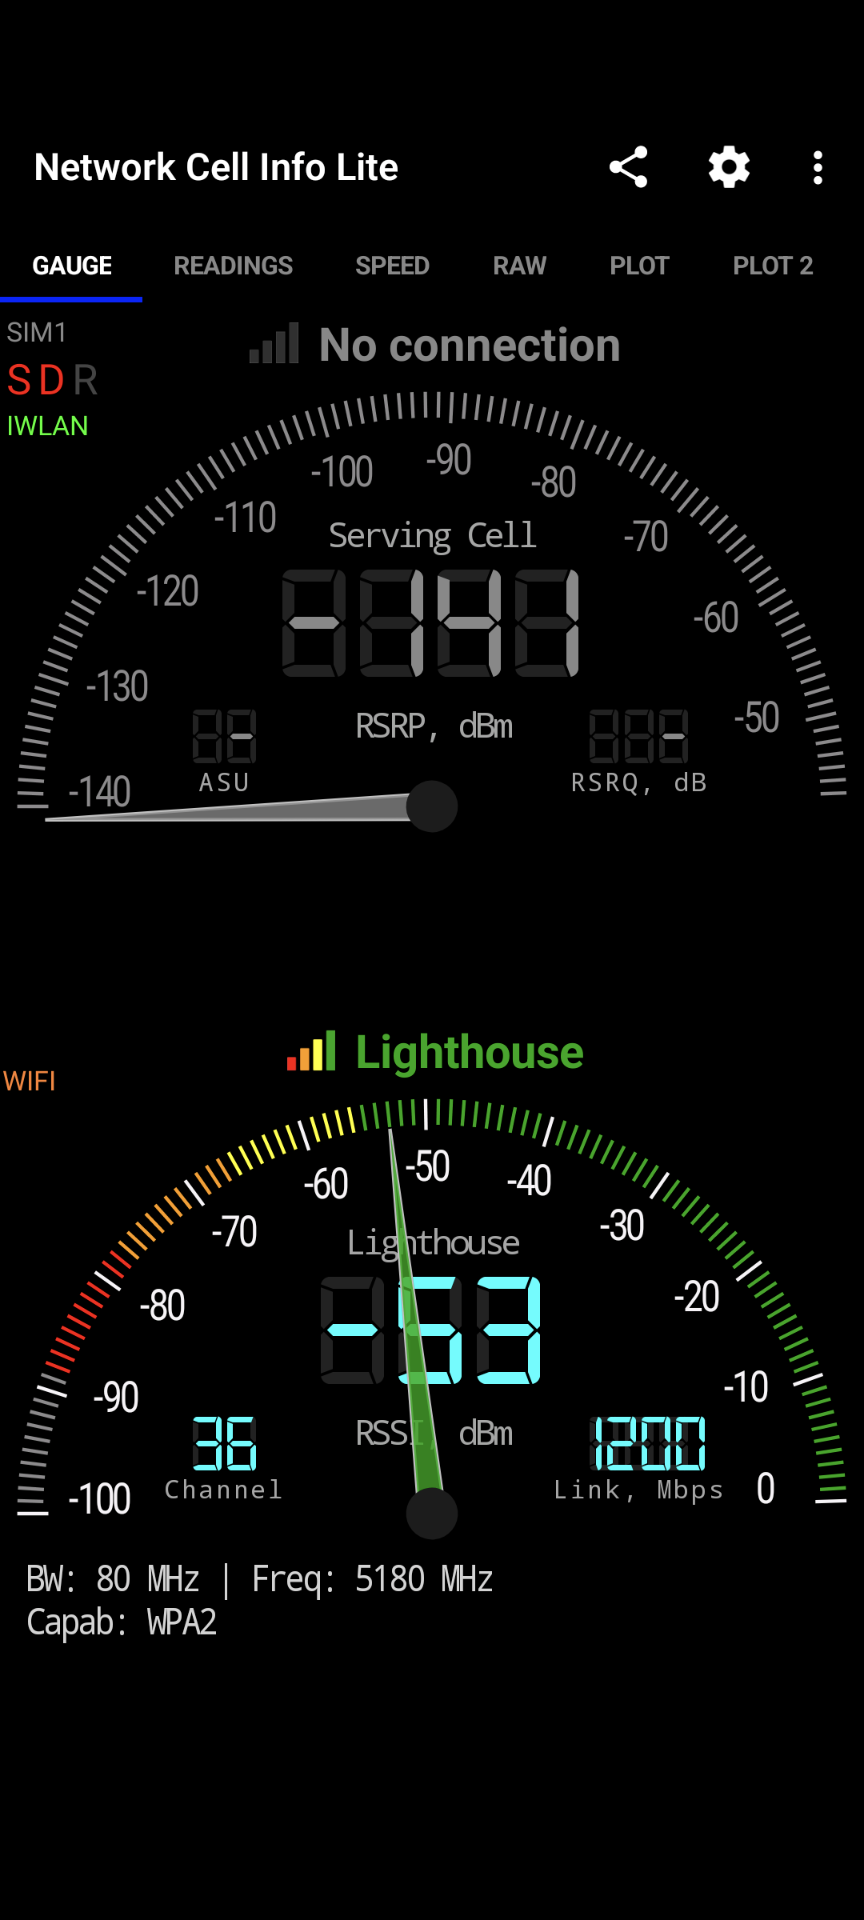 Network Cell Info Lite
GAUGE READINGS SPEED RAW PLOT PLOT 2
SIM1
No connection
S D R
IWLAN
-140
-130
-120
-110
-100
-90
-80
-70
-60
-50
Serving Cell
-141
RSRP, dBm
-
ASU
-
RSRQ, dB
Lighthouse
WIFI
-100
-90
-80
-70
-60
-50
-40
-30
-20
-10
0
Lighthouse
-53
RSSI, dBm
36
Channel
1200
Link, Mbps
BW: 80 MHz | Freq: 5180 MHz
Capab: WPA2